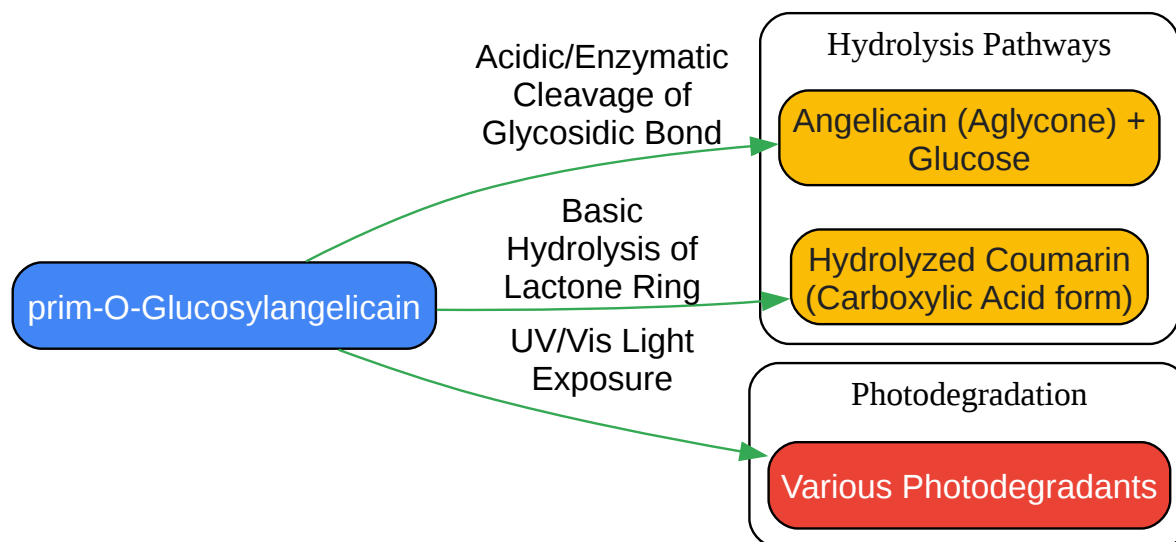 Hydrolysis Pathways
Acidic/Enzymatic
Cleavage of
Glycosidic Bond
Angelicain (Aglycone) +
Glucose
Basic
Hydrolysis of
Lactone Ring
Hydrolyzed Coumarin
(Carboxylic Acid form)
prim-O-Glucosylangelicain
UV/Vis Light
Exposure
Photodegradation
Various Photodegradants